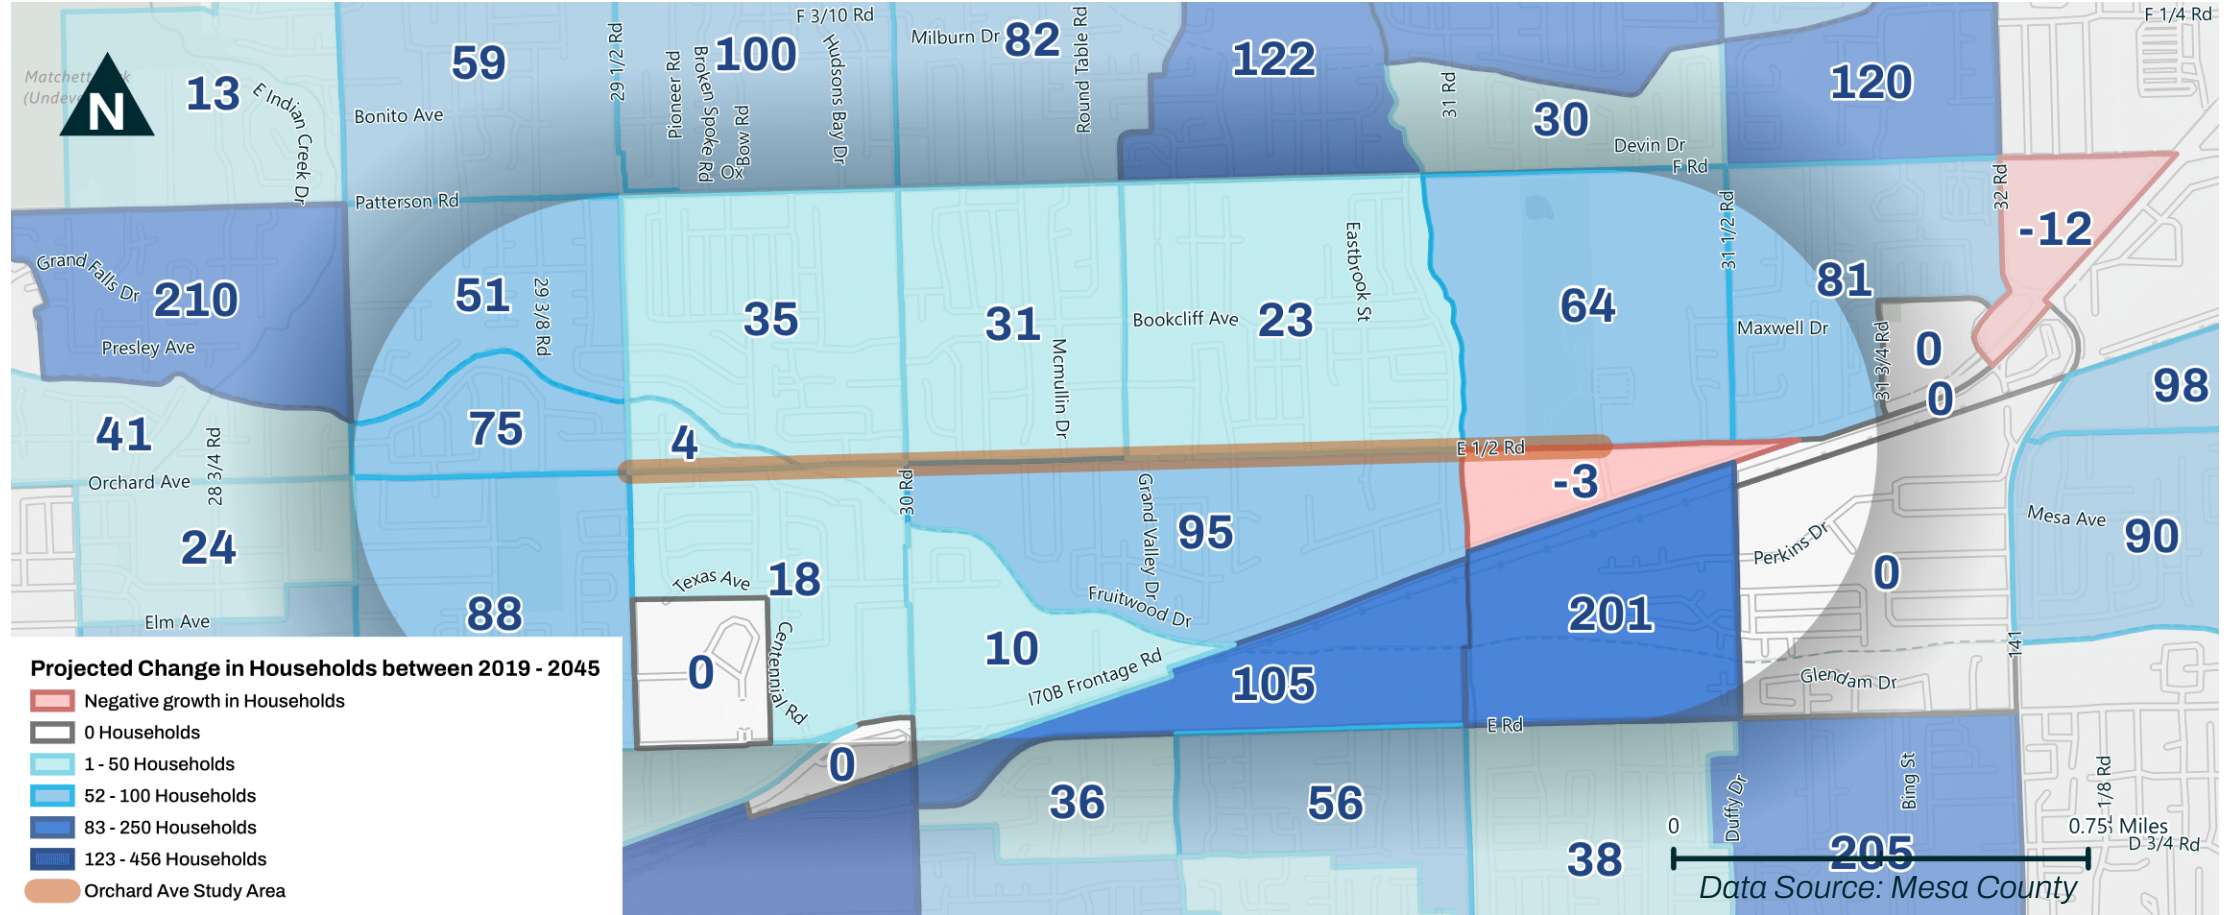 F 3/10 Rd
F 1/4 Rd
Milburn Dr
82
Round Table Rd
59
29 1/2 Rd
100
122
Matchett
(Undeve
N
13
E Indian Creek Dr
Bonito Ave
Pioneer Rd
Broken Spoke Rd
Ox Bow Rd
Hudsons Bay Dr
31 Rd
30
120
Devin Dr
F Rd
Patterson Rd
32 Rd
-12
31 1/2 Rd
Grand Falls Dr
210
51
29 3/8 Rd
35
31
Bookcliff Ave
23
Eastbrook St
64
81
Maxwell Dr
Presley Ave
Mcmullin Dr
31 3/4 Rd
0
0
98
41
28 3/4 Rd
75
4
E 1/2 Rd
Orchard Ave
30 Rd
-3
24
Grand Valley Dr
95
Mesa Ave
90
Perkins Dr
Texas Ave
18
Fruitwood Dr
0
201
Elm Ave
88
10
141
0
Centennial Rd
I70B Frontage Rd
105
Glendam Dr
E Rd
0
36
56
Duffy Dr
Bing St
1/8 Rd
38
205
D 3/4 Rd
Projected Change in Households between 2019 - 2045
Negative growth in Households
0 Households
1 - 50 Households
52 - 100 Households
83 - 250 Households
123 - 456 Households
Orchard Ave Study Area
0
0.75 Miles
Data Source: Mesa County